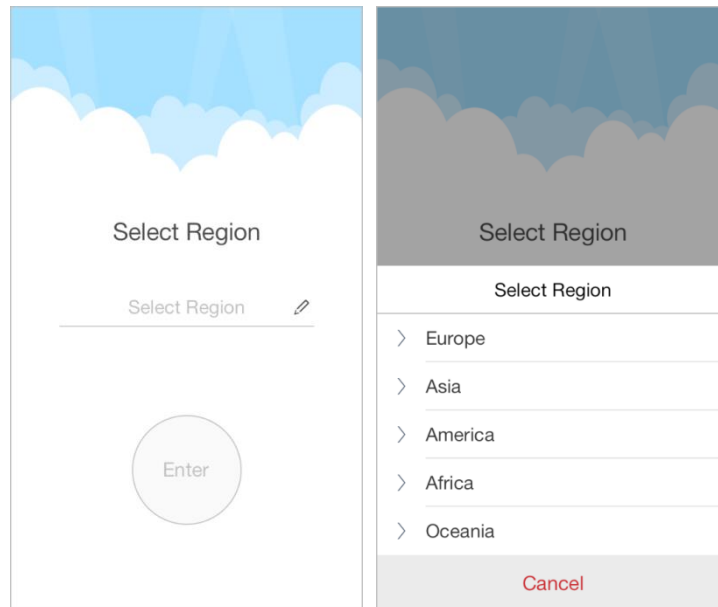 Select Region
Select Region
Enter
Select Region
Select Region
Europe
Asia
America
Africa
Oceania
Cancel